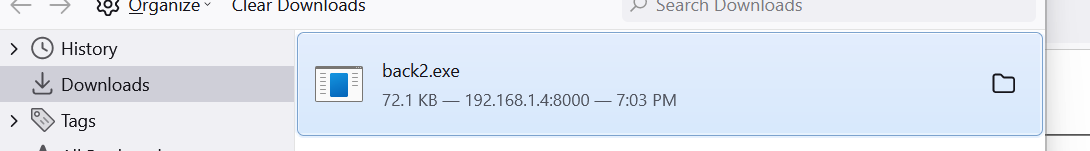 Organize
Clear Downloads
Search Downloads
History
Downloads
Tags
back2.exe
72.1 KB — 192.168.1.4:8000 — 7:03 PM